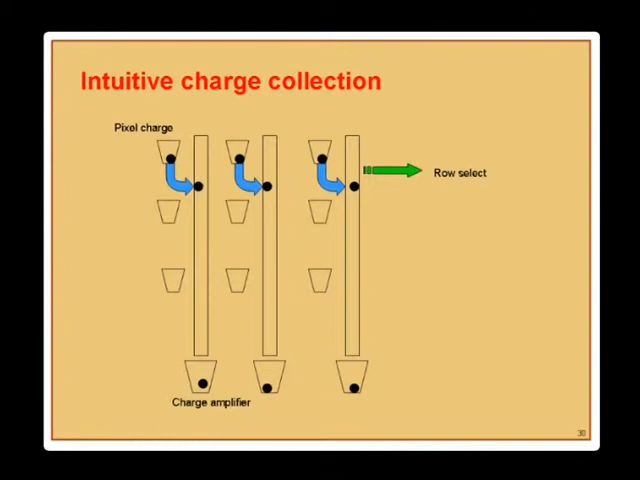 Intuitive charge collection
Pixel charge
Row select
Charge amplifier
30